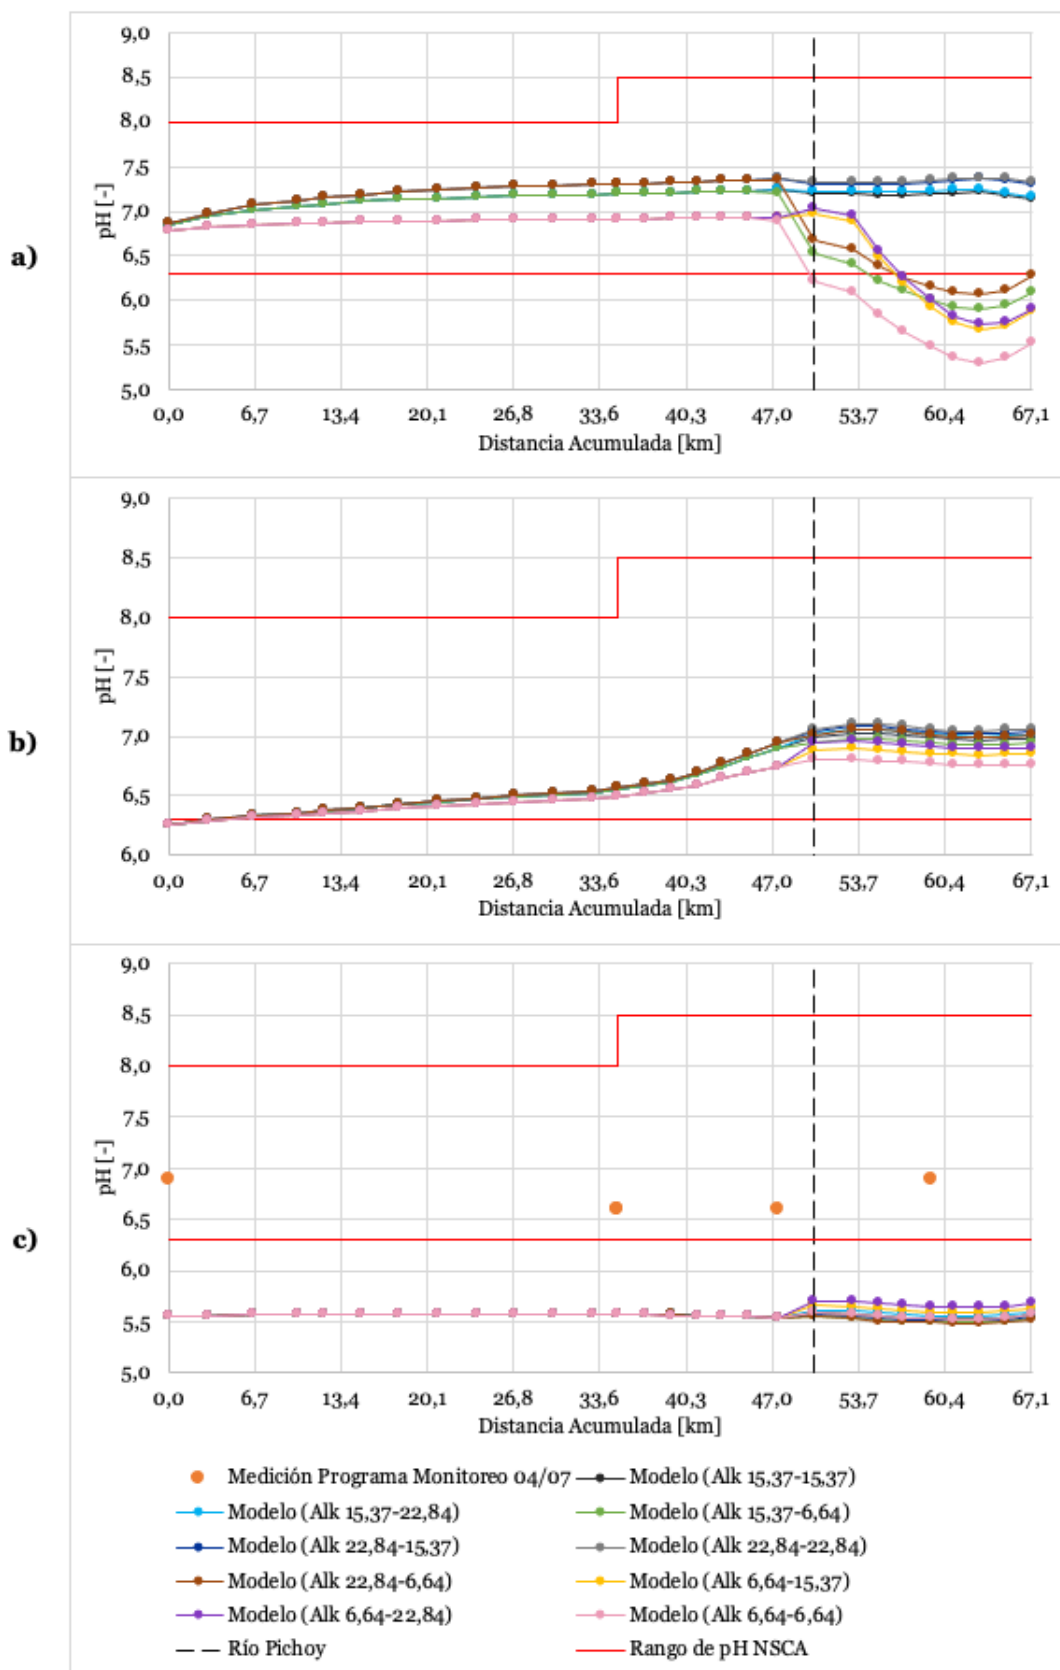 a)
pH [-]
9,0
8,5
8,0
7,5
7,0
6,5
6,0
5,5
5,0
0,0 6,7 13,4 20,1 26,8 33,6 40,3 47,0 53,7 60,4 67,1
Distancia Acumulada [km]
b)
pH [-]
9,0
8,5
8,0
7,5
7,0
6,5
6,0
0,0 6,7 13,4 20,1 26,8 33,6 40,3 47,0 53,7 60,4 67,1
Distancia Acumulada [km]
c)
pH [-]
9,0
8,5
8,0
7,5
7,0
6,5
6,0
5,5
5,0
0,0 6,7 13,4 20,1 26,8 33,6 40,3 47,0 53,7 60,4 67,1
Distancia Acumulada [km]
Medición Programa Monitoreo 04/07 Modelo (Alk 15,37-15,37)
Modelo (Alk 15,37-22,84) Modelo (Alk 15,37-6,64)
Modelo (Alk 22,84-15,37) Modelo (Alk 22,84-22,84)
Modelo (Alk 22,84-6,64) Modelo (Alk 6,64-15,37)
Modelo (Alk 6,64-22,84) Modelo (Alk 6,64-6,64)
Río Pichoy Rango de pH NSCA